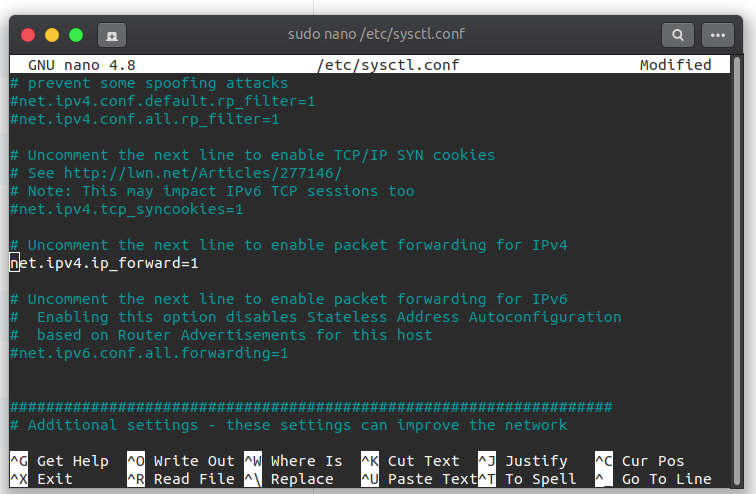 sudo nano /etc/sysctl.conf
GNU nano 4.8 /etc/sysctl.conf Modified
# prevent some spoofing attacks
#net.ipv4.conf.default.rp_filter=1
#net.ipv4.conf.all.rp_filter=1
# Uncomment the next line to enable TCP/IP SYN cookies
# See http://lwn.net/Articles/277146/
# Note: This may impact IPv6 TCP sessions too
#net.ipv4.tcp_syncookies=1
# Uncomment the next line to enable packet forwarding for IPv4
net.ipv4.ip_forward=1
# Uncomment the next line to enable packet forwarding for IPv6
#  Enabling this option disables Stateless Address Autoconfiguration
#  based on Router Advertisements for this host
#net.ipv6.conf.all.forwarding=1
###################################################################
# Additional settings - these settings can improve the network
^G Get Help ^O Write Out ^W Where Is ^K Cut Text ^J Justify ^C Cur Pos
^X Exit ^R Read File ^\ Replace ^U Paste Text ^T To Spell ^_ Go To Line